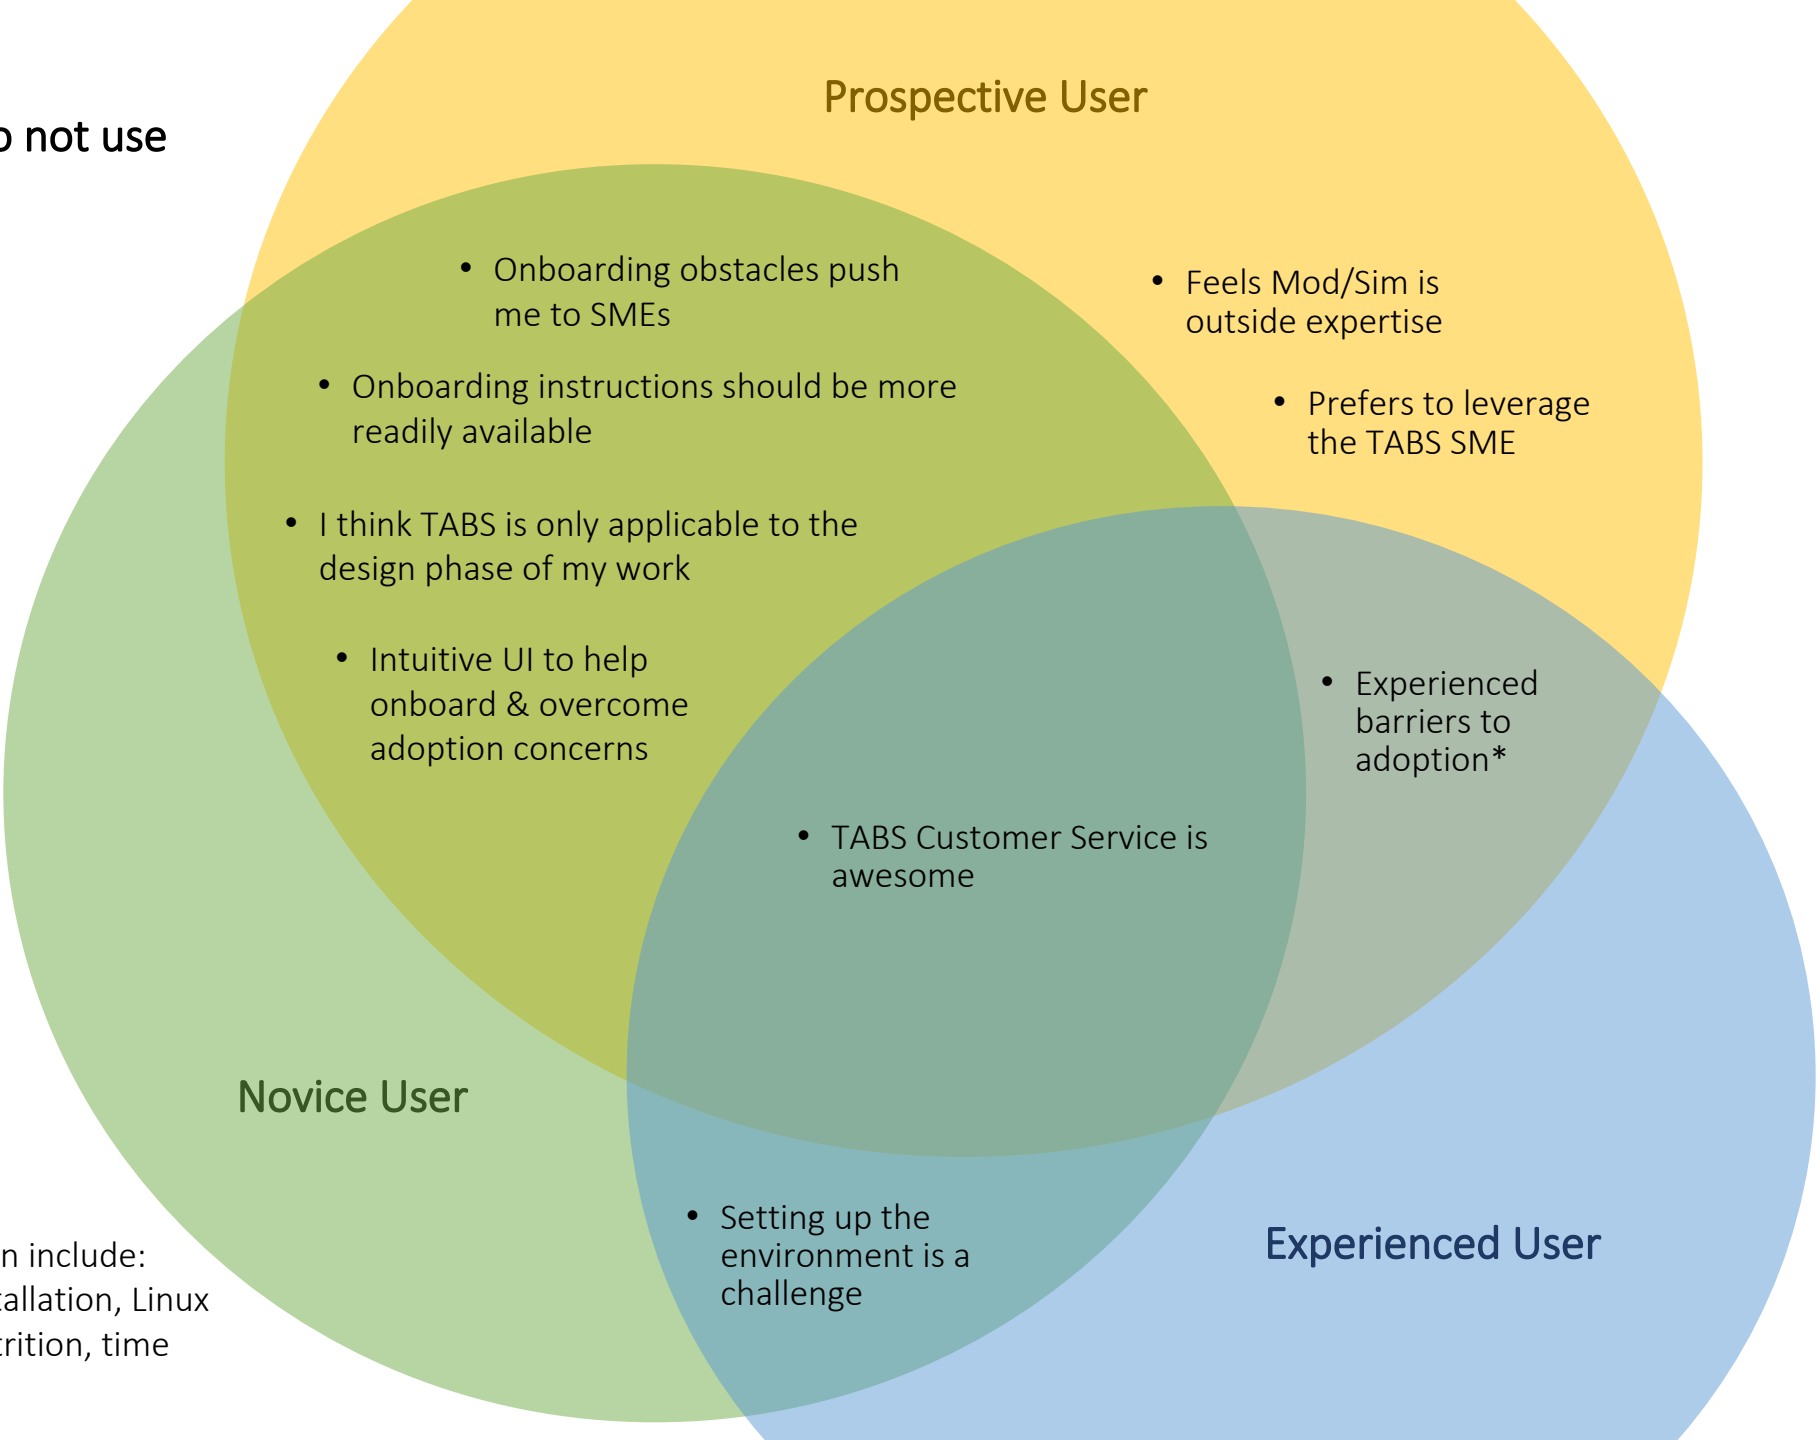 Prospective User
not use
• Onboarding obstacles push
me to SMEs
• Feels Mod/Sim is
outside expertise
• Onboarding instructions should be more
readily available
• Prefers to leverage
the TABS SME
• I think TABS is only applicable to the
design phase of my work
• Intuitive UI to help
onboard & overcome
adoption concerns
• Experienced
barriers to
adoption*
• TABS Customer Service is
awesome
Novice User
• Setting up the
environment is a
challenge
Experienced User
include:
Linux
time